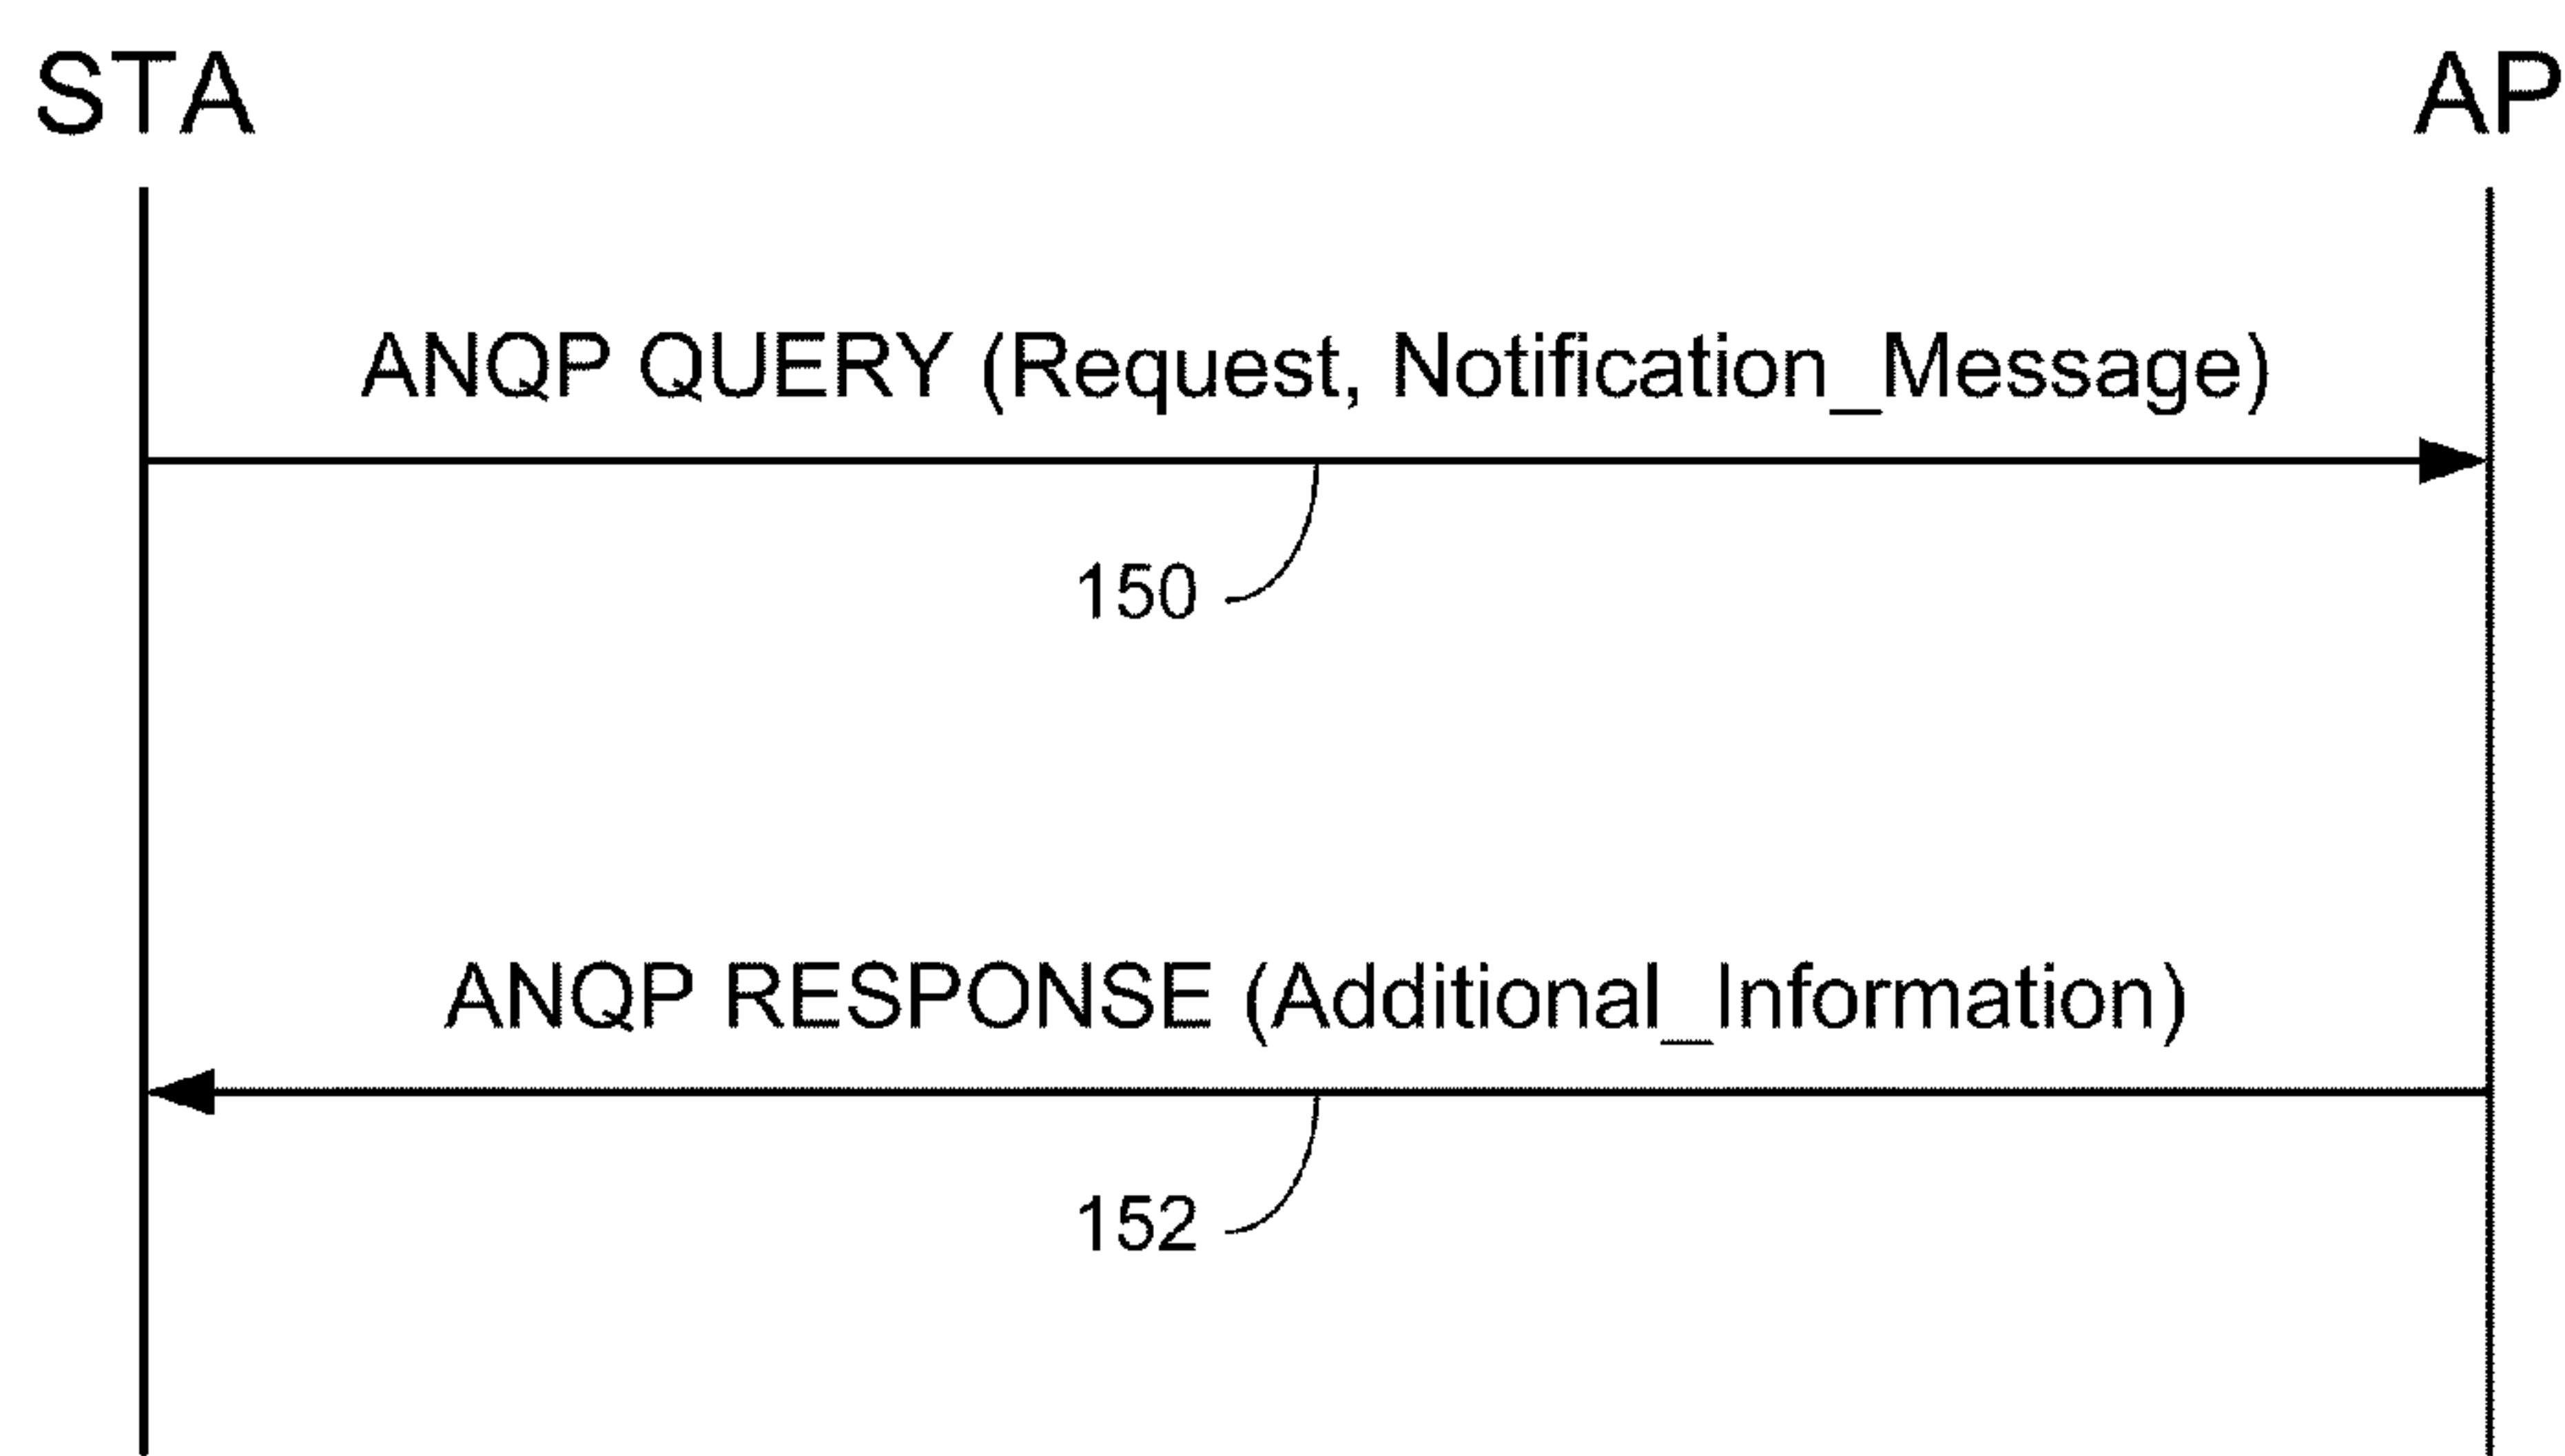 STA AP
ANQP QUERY (Request, Notification_Message)
150
ANQP RESPONSE (Additional_Information)
152